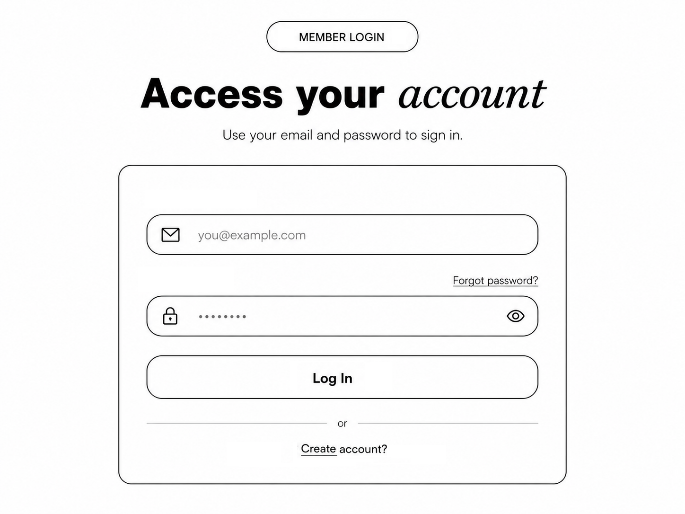 MEMBER LOGIN
Access your account
Use your email and password to sign in.
you@example.com
Forgot password?
••••••••
Log In
or
Create account?